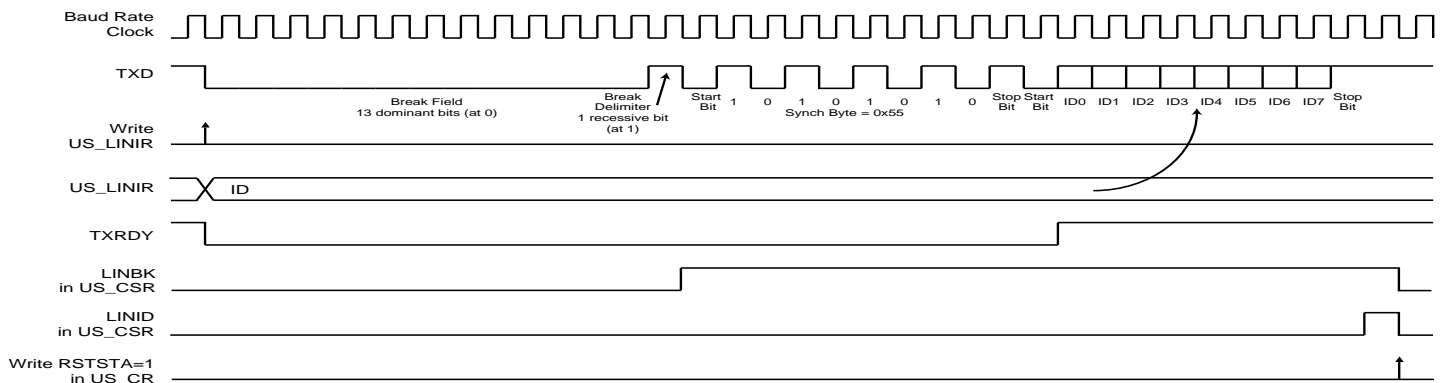 Baud Rate
Clock
TXD
Break Field
13 dominant bits (at 0)
Break
Delimiter
1 recessive bit
(at 1)
Start
Bit
1 0 1 0 1 0 1 0
Synch Byte = 0x55
Stop
Bit
Start
Bit
ID0 ID1 ID2 ID3 ID4 ID5 ID6 ID7
Stop
Bit
Write
US_LINIR
US_LINIR
ID
TXRDY
LINBK
in US_CSR
LINID
in US_CSR
Write RSTSTA=1
in US_CR